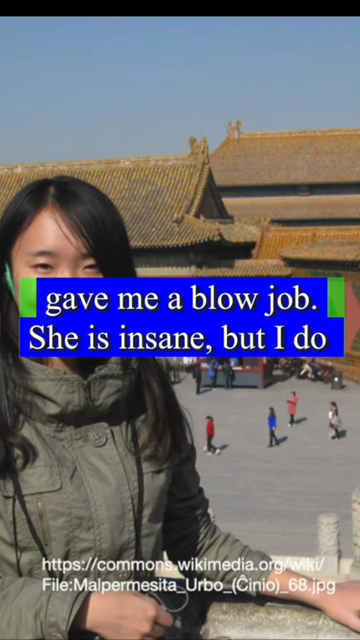 gave me a blow job.
She is insane, but I do
https://commons.wikimedia.org/wiki/
File:Malpermesita_Urbo_(Ĉinio)_68.jpg